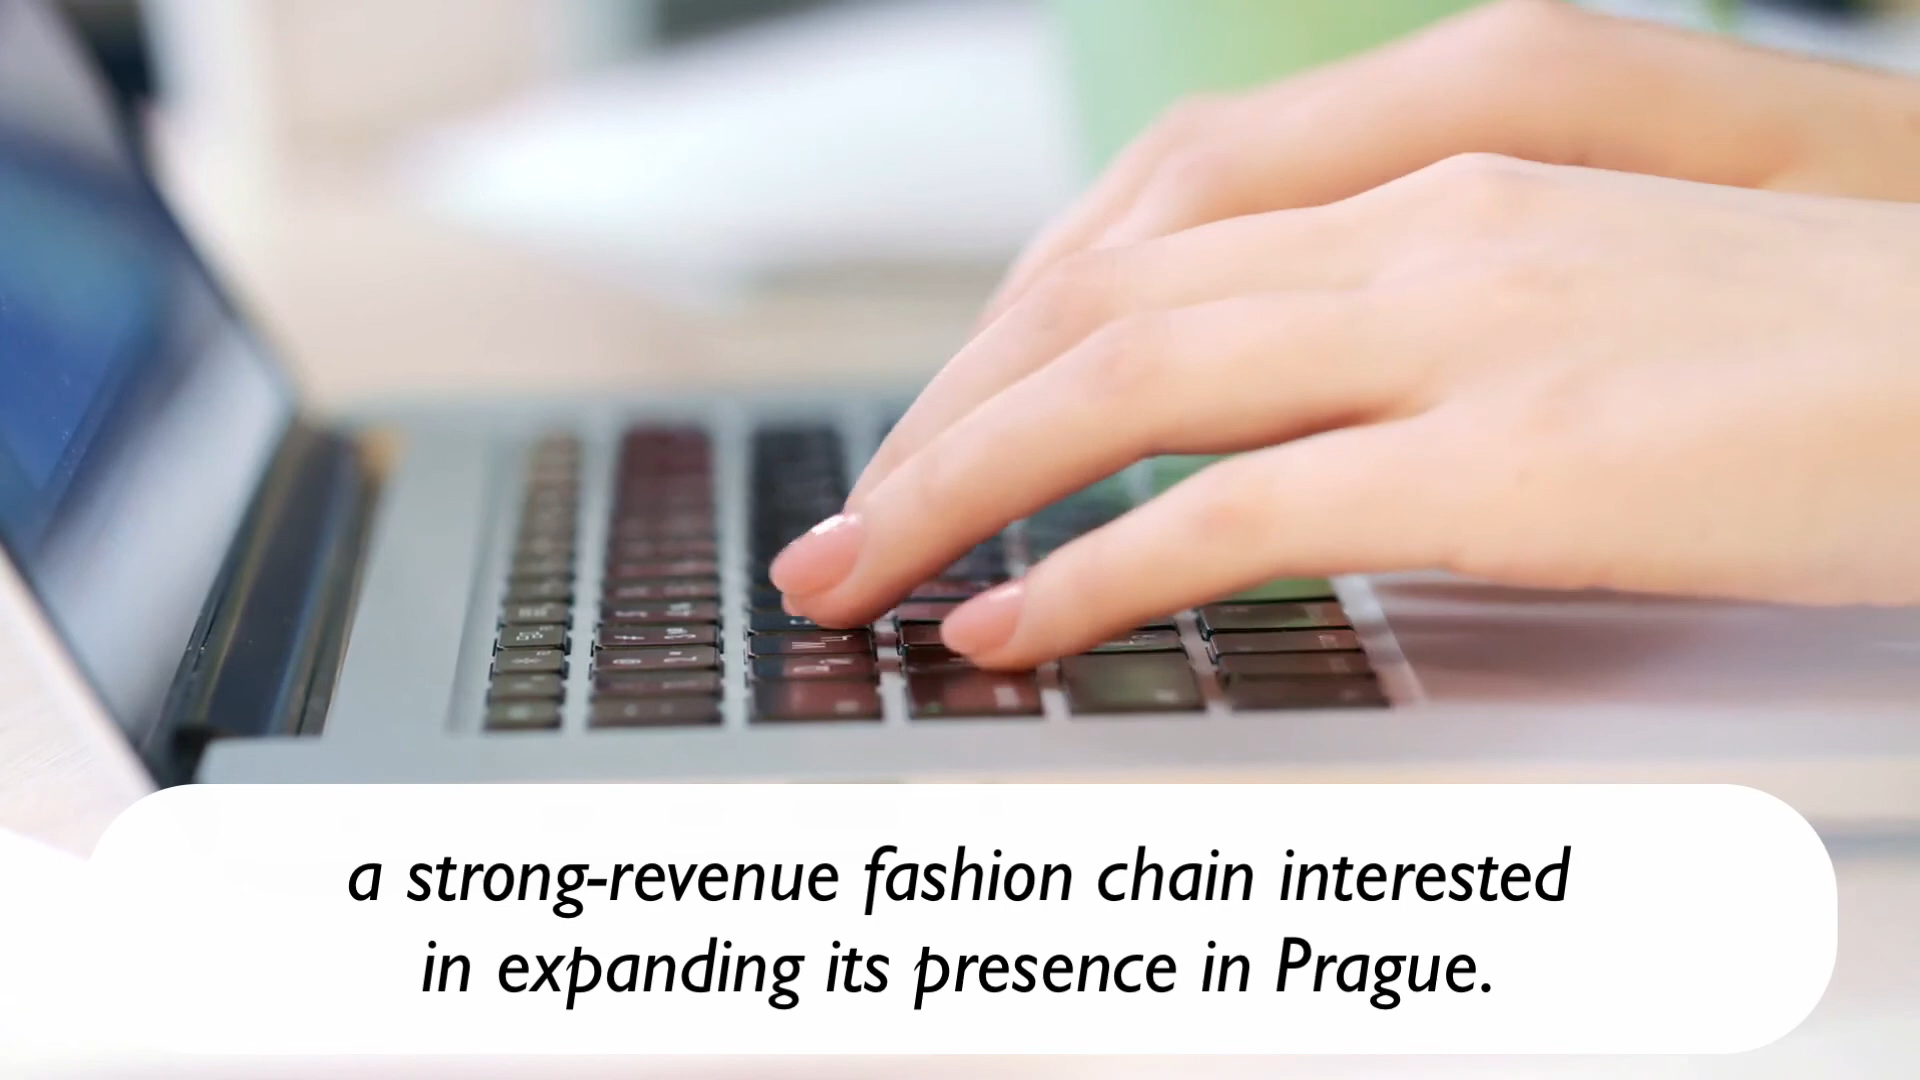 a strong-revenue fashion chain interested
in expanding its presence in Prague.